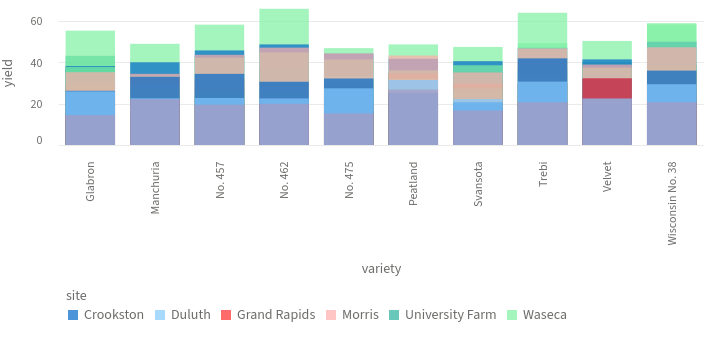 60
40
20
0
yield
Glabron
Manchuria
No. 457
No. 462
No. 475
Peatland
Svansota
Trebi
Velvet
Wisconsin No. 38
variety
site
Crookston Duluth Grand Rapids Morris University Farm Waseca